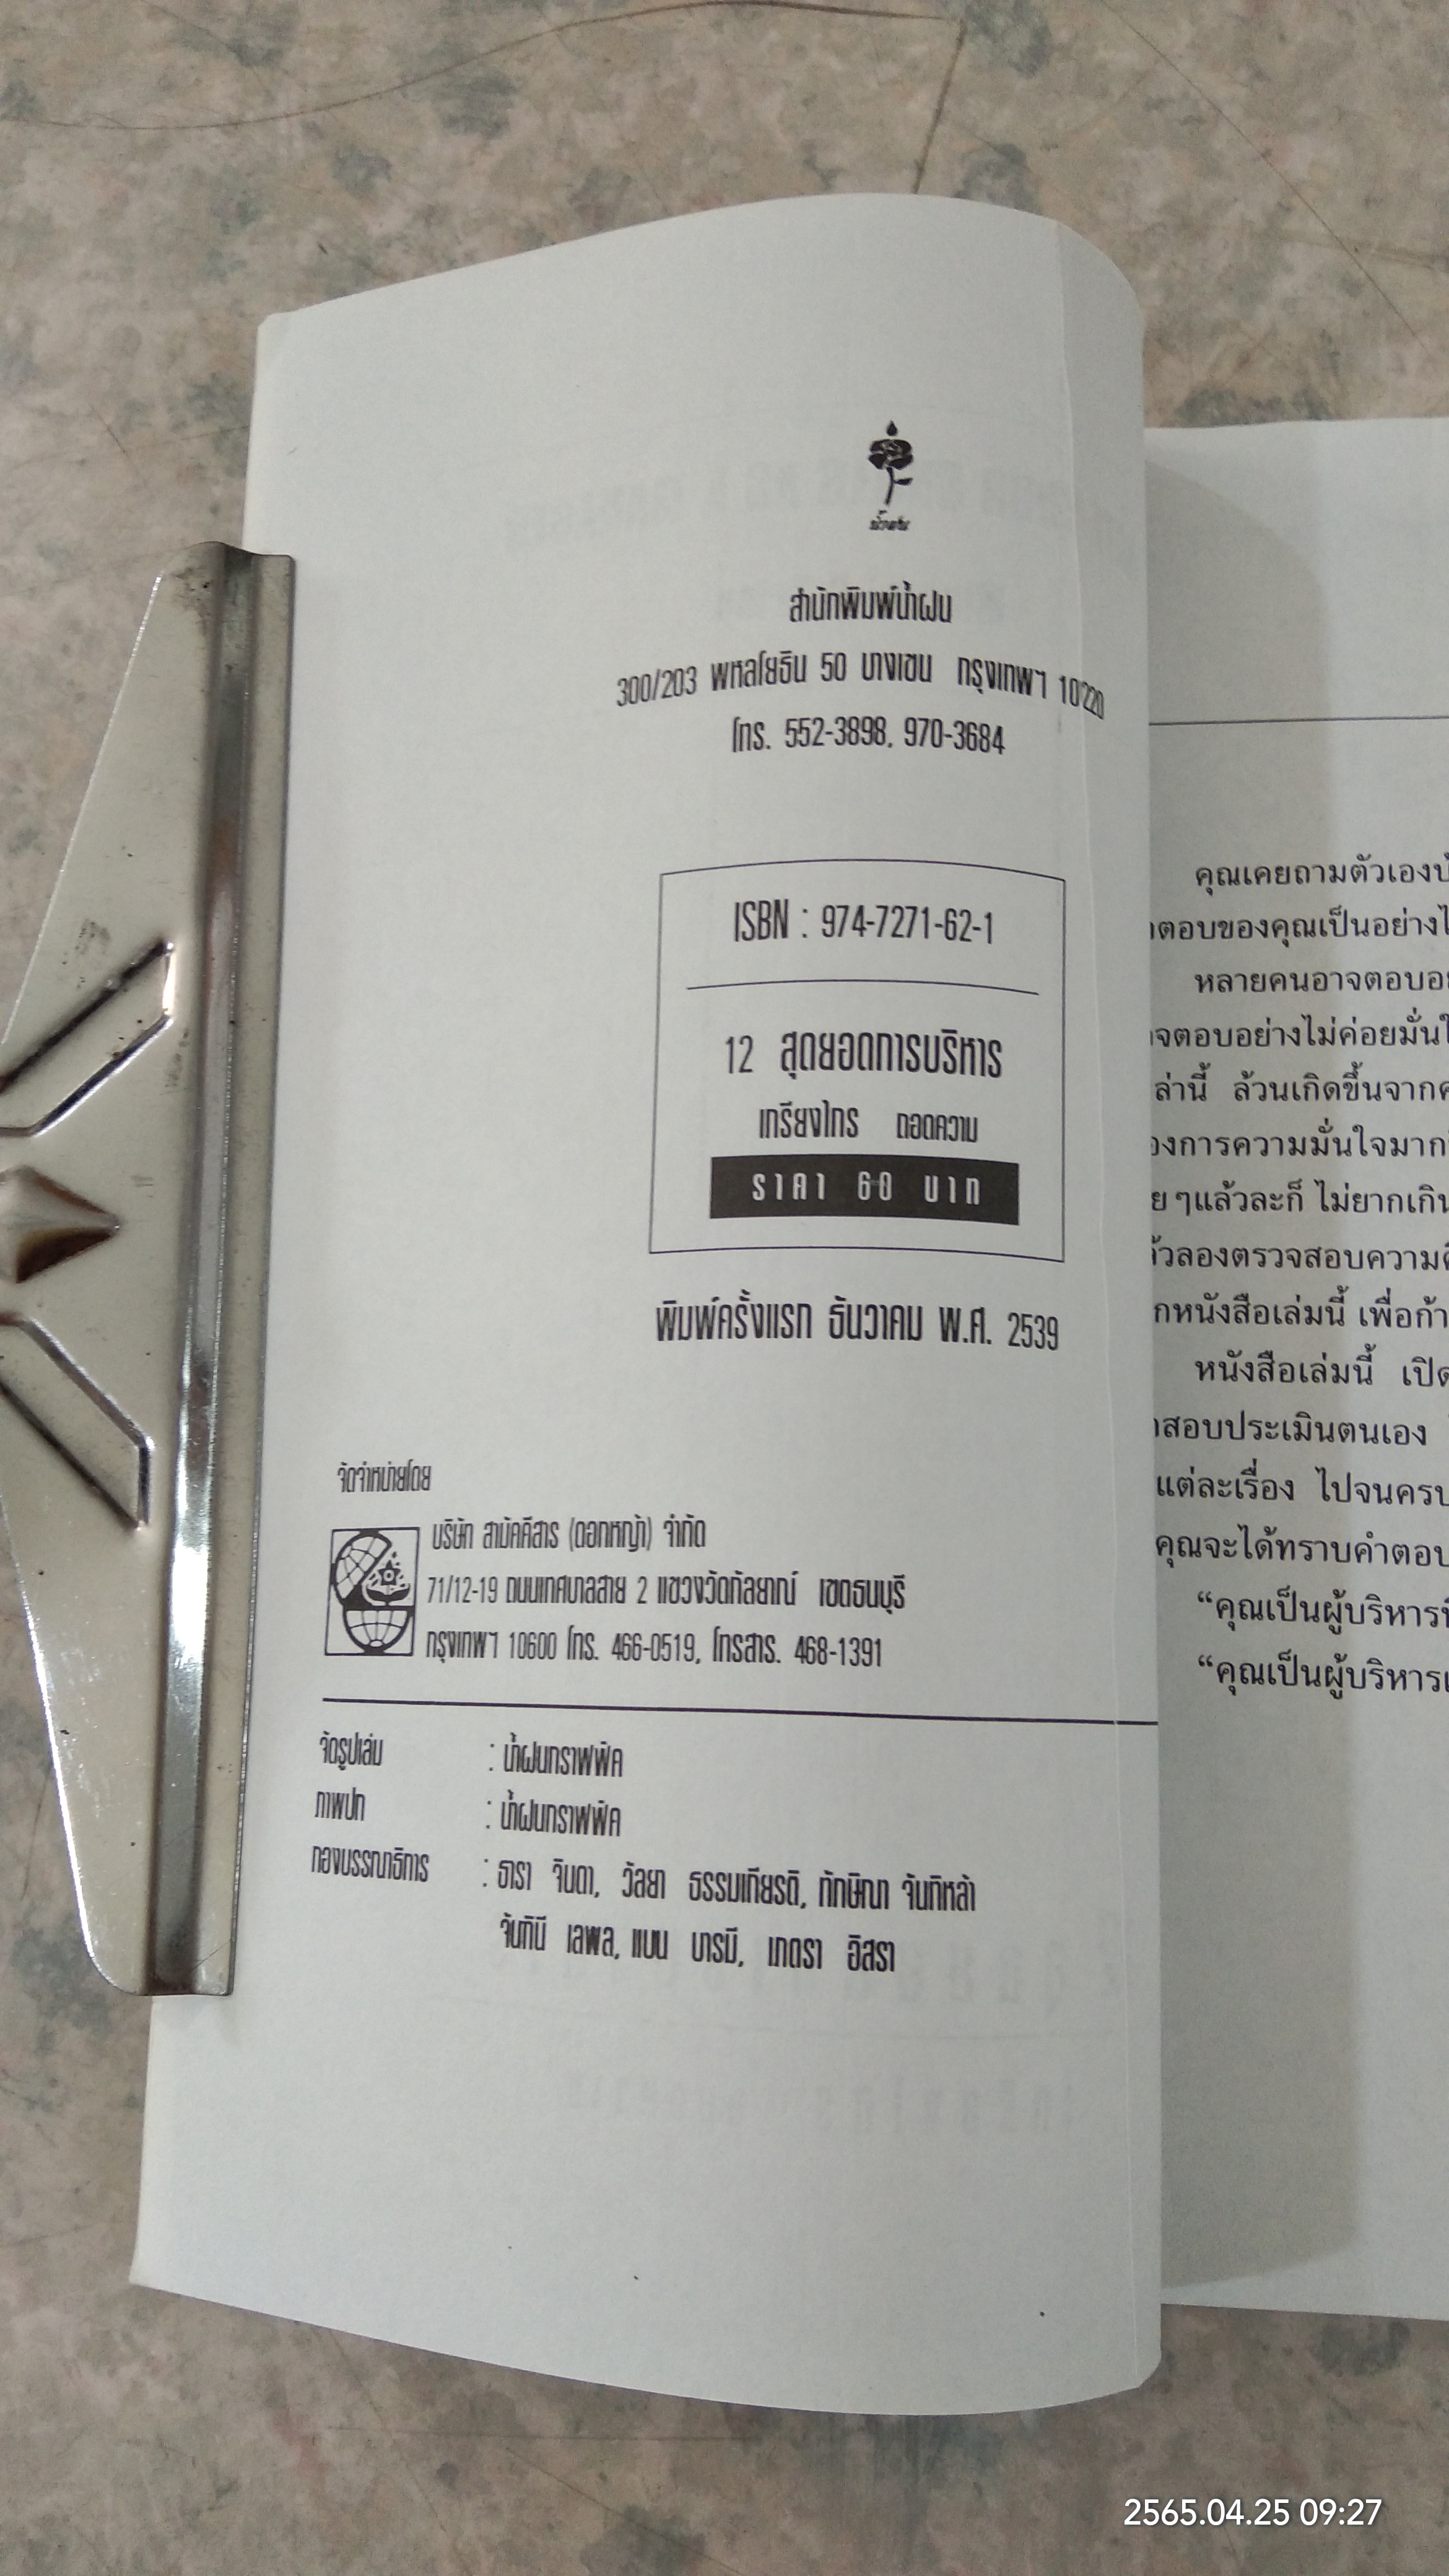 น้ำฝน
สำนักพิมพ์น้ำฝน
300/203 พหลโยธิน 50 บางเขน กรุงเทพฯ 10220
โทร. 552-3898, 970-3684
ISBN : 974-7271-62-1
12 สุดยอดการบริหาร
เกรียงไกร ถอดความ
ราคา 60 บาท
พิมพ์ครั้งแรก ธันวาคม พ.ศ. 2539
จัดจำหน่ายโดย
บริษัท สามัคคีสาร (ดอกหญ้า) จำกัด
71/12-19 ถนนเทศบาลสาย 2 แขวงวัดกัลยาณ์ เขตธนบุรี
กรุงเทพฯ 10600 โทร. 466-0519, โทรสาร. 468-1391
จัดรูปเล่ม : น้ำฝนกราฟฟิค
ภาพปก : น้ำฝนกราฟฟิค
กองบรรณาธิการ : ธารา จินดา, วัลยา ธรรมเกียรติ, ทักษิณา จันทิหล้า
จันทินี เลพล, แบน บารมี, เกตรา อิสรา
คุณเคยถามตัวเอง
ตอบของคุณเป็นอย่าง
หลายคนอาจตอบ
จตอบอย่างไม่ค่อยมั่น
ล่านี้ ล้วนเกิดขึ้นจาก
องการความมั่นใจมาก
ย ๆแล้วละก็ ไม่ยากเกิน
ลองตรวจสอบความ
กหนังสือเล่มนี้ เพื่อก้า
หนังสือเล่มนี้ เปิด
สอบประเมินตนเอง
แต่ละเรื่อง ไปจนครบ
คุณจะได้ทราบคำตอบ
“คุณเป็นผู้บริหาร
“คุณเป็นผู้บริหาร
2565.04.25 09:27